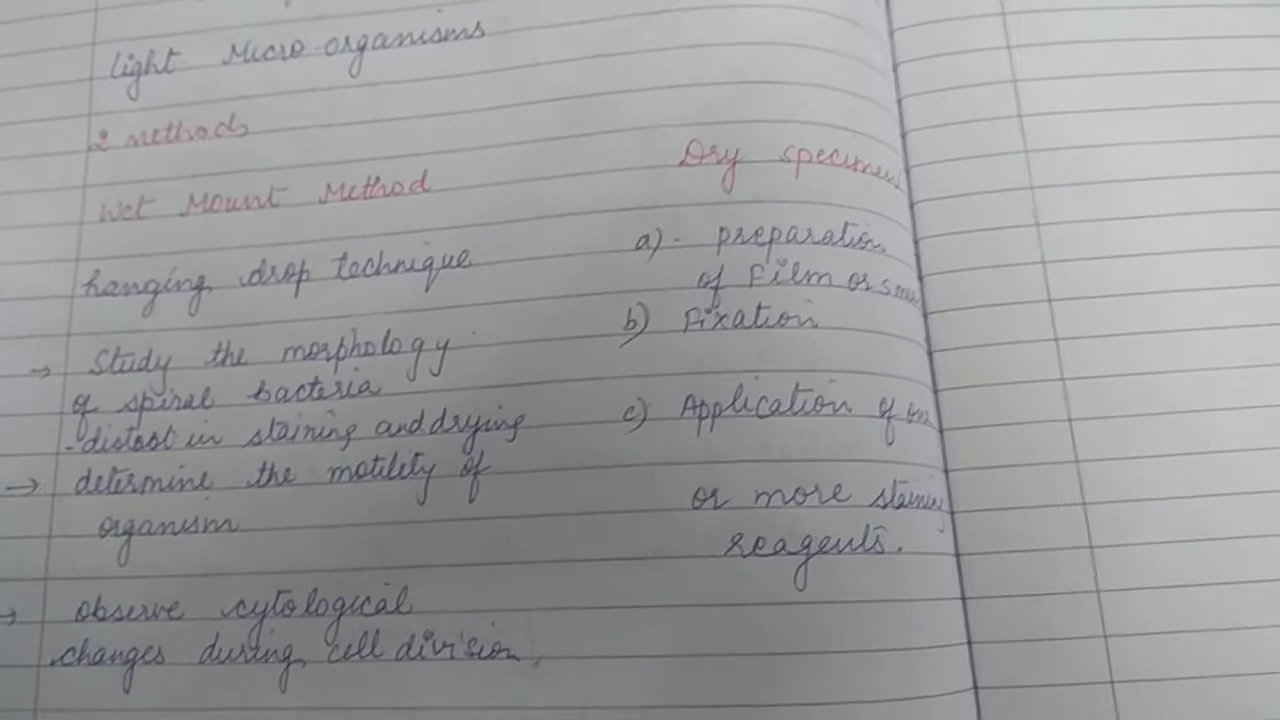 light Micro-organisms
2 methods
Wet Mount Method
hanging drop technique
→ Study the morphology
of spiral bacteria
- distost in staining and drying
→ determine the motility of
organism
→ observe cytological
changes during cell division,
Dry specimens
a) - preparation
of Film or
b) Fixation
c) Application of
or more staining
reagents.